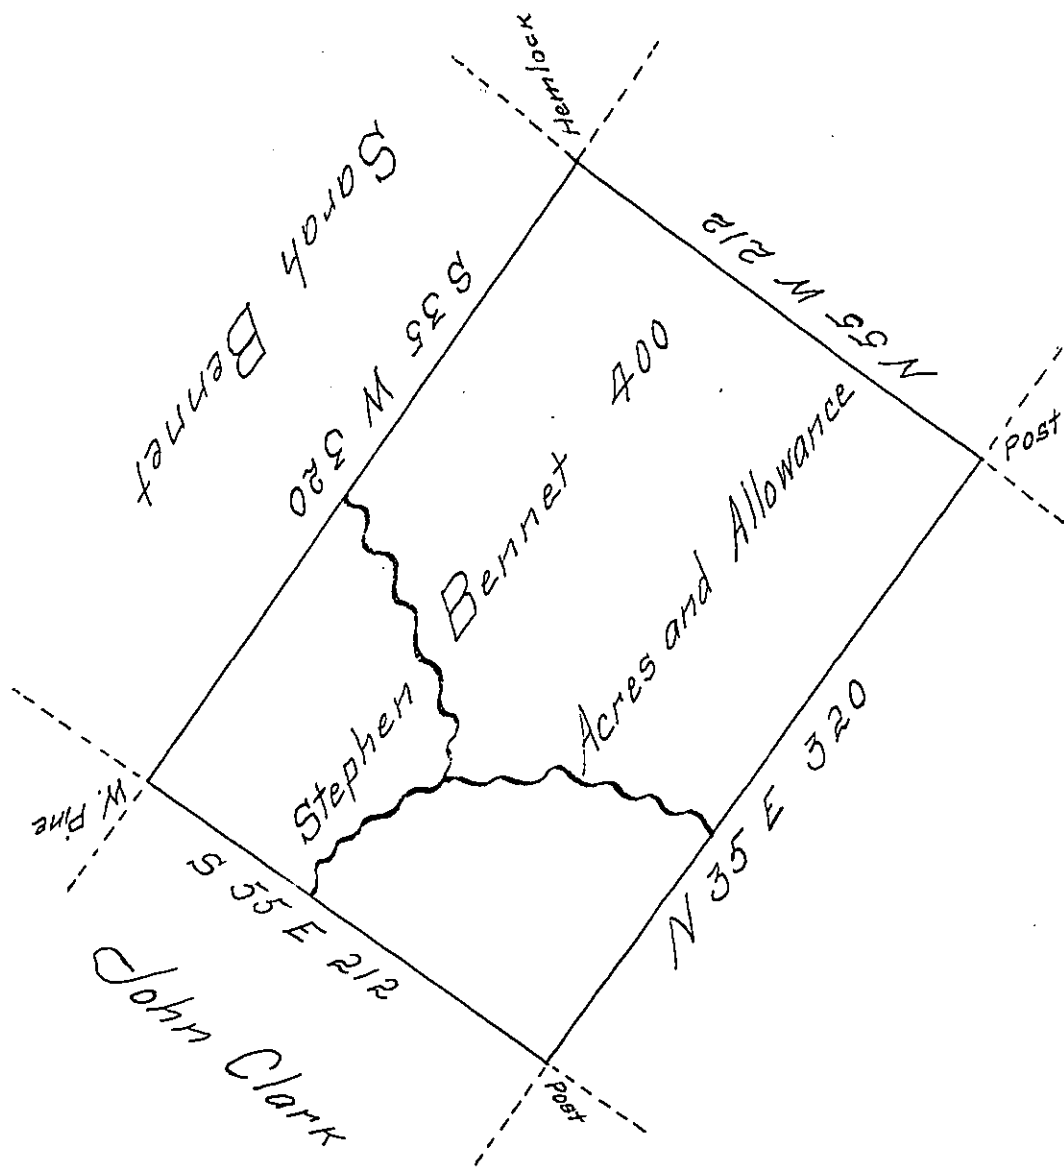 Hemlock
Sarah Bennet
S 35 W 320
N 55 W 212
Post
Stephen Bennet 400
Acres and Allowance
W. Pine
S 55 E 212
N 35 E 320
John Clark
Post